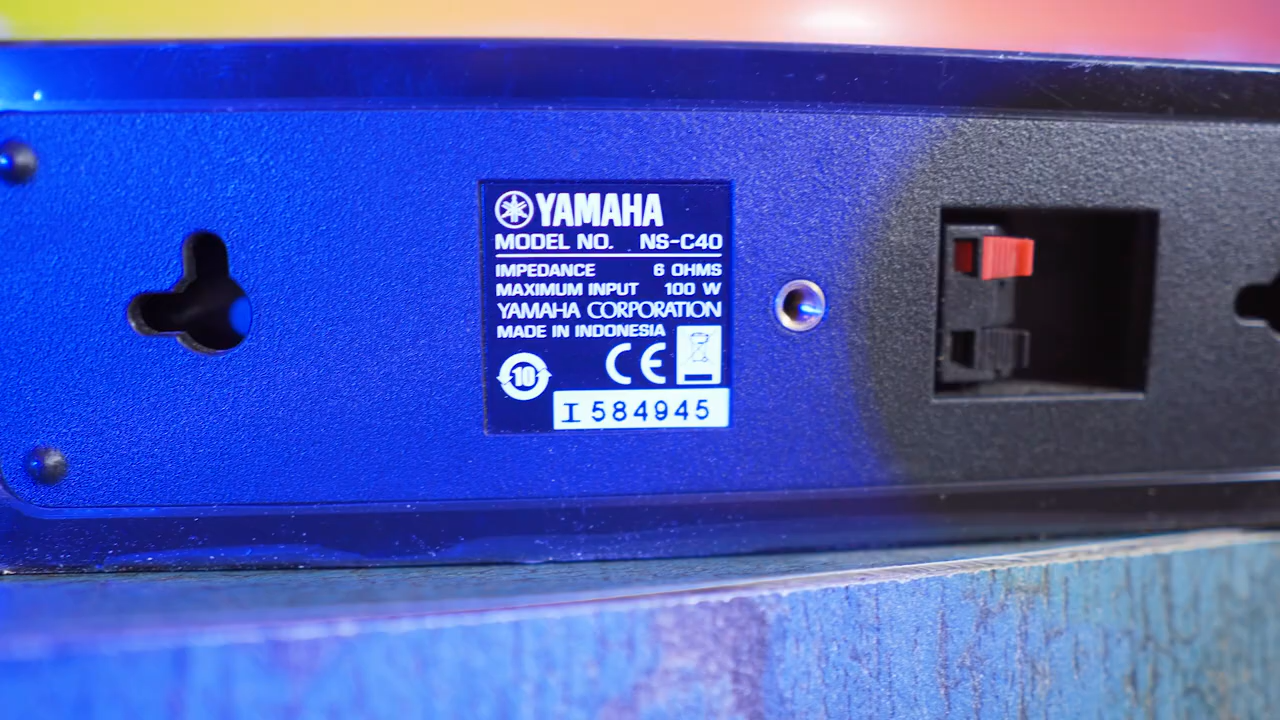 YAMAHA
MODEL NO. NS-C40
IMPEDANCE 6 OHMS
MAXIMUM INPUT 100 W
YAMAHA CORPORATION
MADE IN INDONESIA
10 CE
I 584945